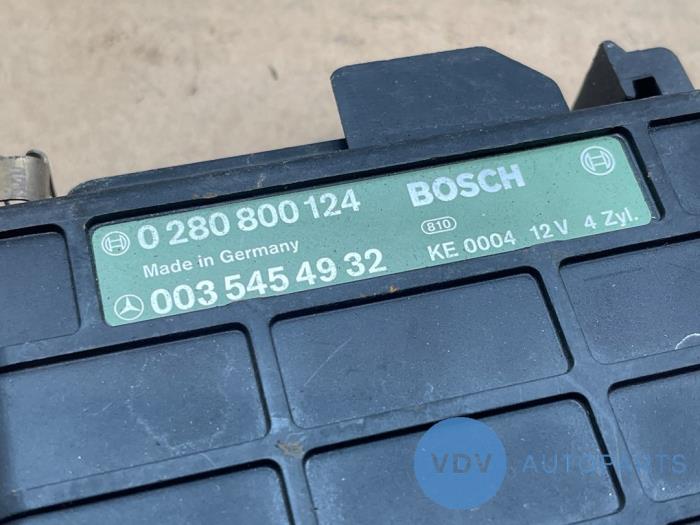 0 280 800 124 BOSCH
Made in Germany 810
003 545 49 32 KE 0004 12 V 4 Zyl.
VDV AUTOPARTS